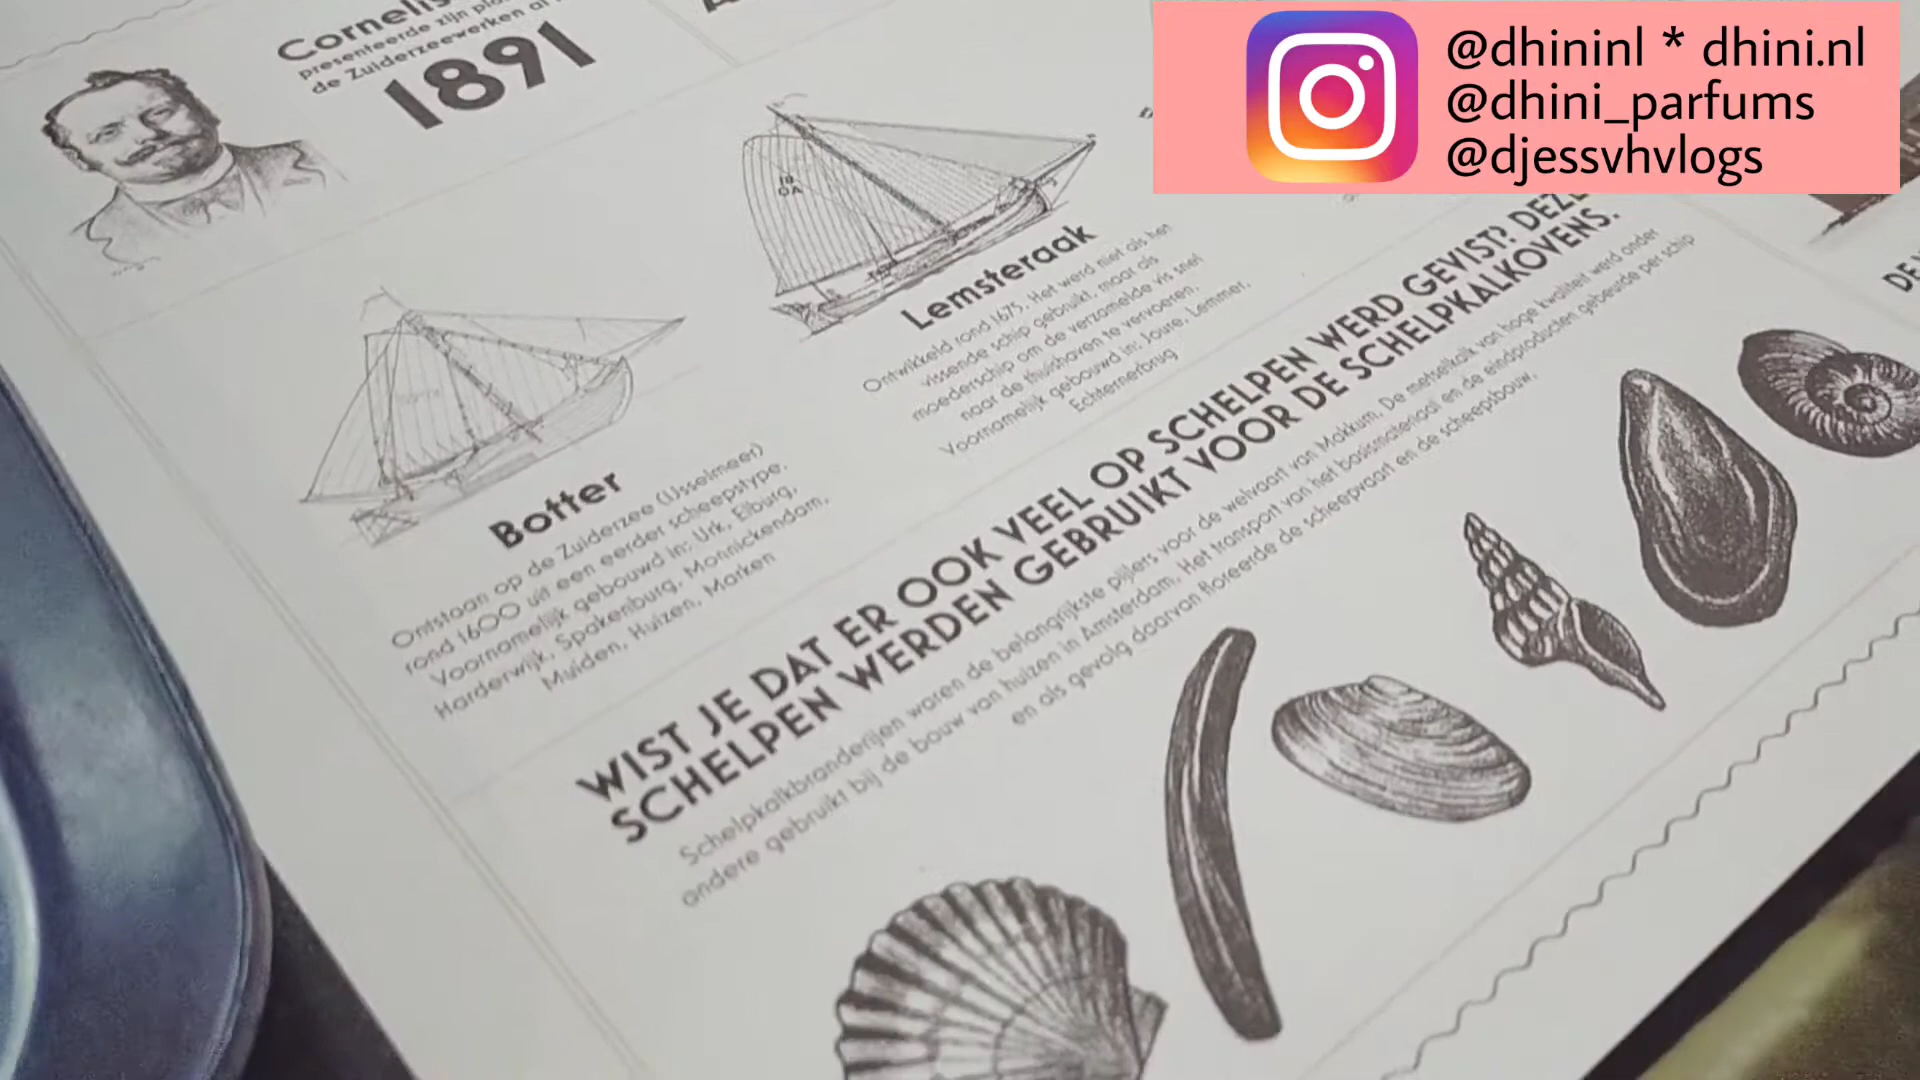 Cornelis
presenteerde zijn
de Zuiderzeewerken al
1891
@dhininl * dhini.nl
@dhini_parfums
@djessvhvlogs
18
OA
Lemsteraak
Ontwikkeld rond 1675. Het werd niet als het
vissende schip gebruikt, maar als
moederschip om de verzamelde vis snel
naar de thuishaven te vervoeren.
Voornamelijk gebouwd in: Joure, Lemmer,
Echternerbrug
Botter
Ontstaan op de Zuiderzee (IJsselmeer)
rond 1600 uit een eerder scheepstype.
Voornamelijk gebouwd in: Urk, Elburg,
Harderwijk, Spakenburg, Monnickendam,
Muiden, Huizen, Marken
WIST JE DAT ER OOK VEEL OP SCHELPEN WERD GEVIST? DEZE
SCHELPEN WERDEN GEBRUIKT VOOR DE SCHELPKALKOVENS.
Schelpkalkbranderijen waren de belangrijkste pijlers voor de welvaart van Makkum. De metselkalk van hoge kwaliteit werd onder
andere gebruikt bij de bouw van huizen in Amsterdam. Het transport van het basismateriaal en de eindproducten gebeurde per schip
en als gevolg daarvan floreerde de scheepvaart en de scheepsbouw.